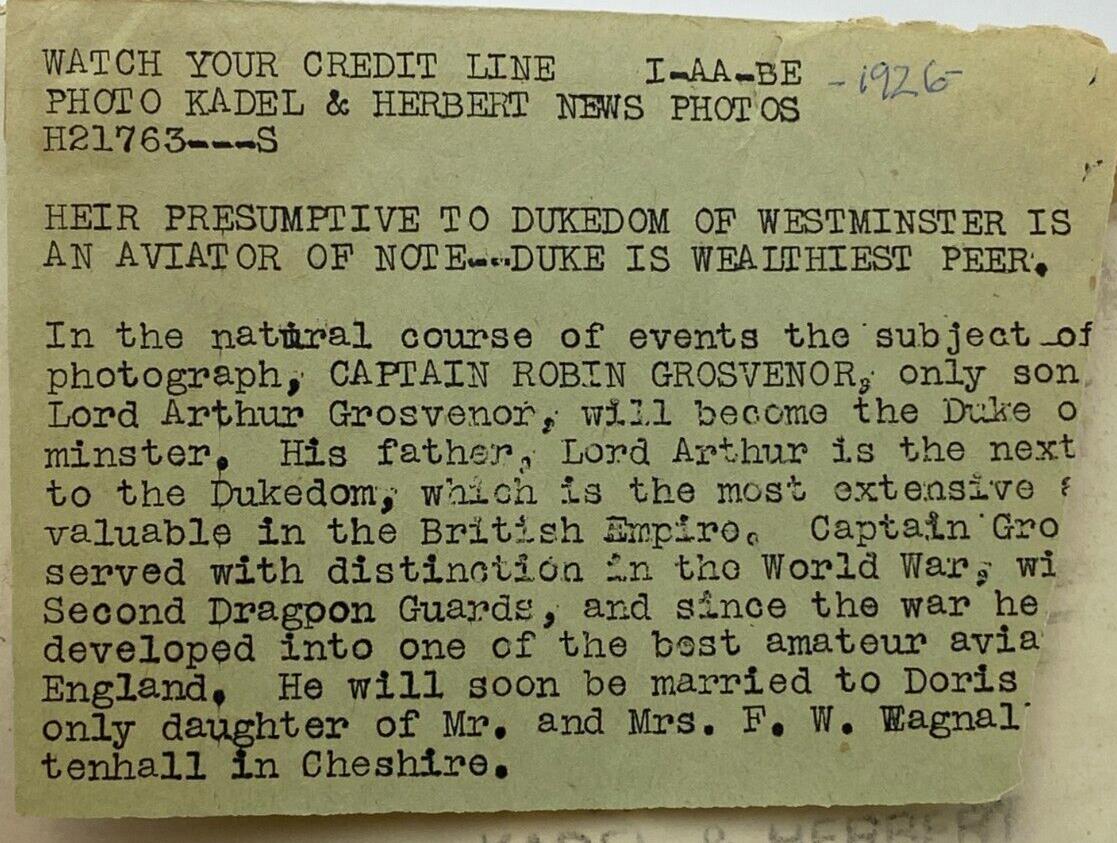 WATCH YOUR CREDIT LINE I-AA-BE -1926
PHOTO KADEL & HERBERT NEWS PHOTOS
H21763----S
HEIR PRESUMPTIVE TO DUKEDOM OF WESTMINSTER IS
AN AVIATOR OF NOTE---DUKE IS WEALTHIEST PEER.
In the natural course of events the subject of
photograph, CAPTAIN ROBIN GROSVENOR, only son
Lord Arthur Grosvenor, will become the Duke o
minster. His father, Lord Arthur is the next
to the Dukedom, which is the most extensive
valuable in the British Empire. Captain Gro
served with distinction in the World War, wi
Second Dragoon Guards, and since the war he
developed into one of the best amateur avia
England. He will soon be married to Doris
only daughter of Mr. and Mrs. F. W. Wagnal
tenhall in Cheshire.
& HERBERT